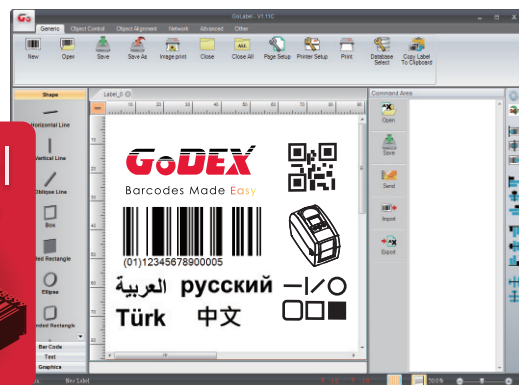 GoLabel - V1.11C
Go
Generic Object Control Object Alignment Network Advanced Other
New Open Save Save As Image print Close Close All Page Setup Printer Setup Print Database Select Copy Label To Clipboard
Shape
Horizontal Line
Vertical Line
Oblique Line
Box
Ellipse
Bar Code
Text
Graphics
Label_0
Command Area
Open
Save
Send
Import
Export
GoDEX
Barcodes Made Easy
(01)12345678900005
العربية русский
Türk 中文
New Label